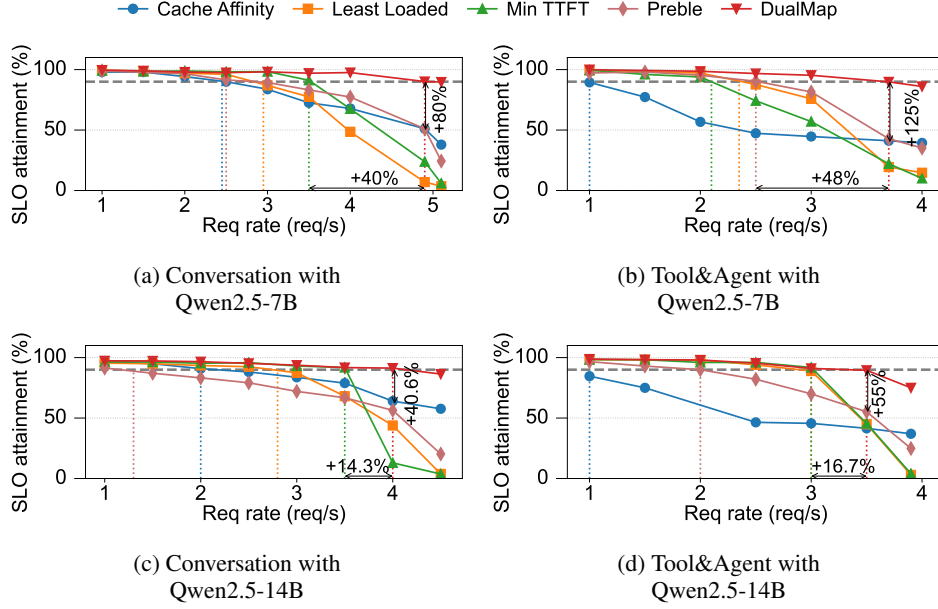 Cache Affinity Least Loaded Min TTFT Preble DualMap
SLO attainment (%)
100
50
0
+80%
+40%
1 2 3 4 5
Req rate (req/s)
(a) Conversation with
Qwen2.5-7B
SLO attainment (%)
100
50
0
+125%
+48%
1 2 3 4
Req rate (req/s)
(b) Tool&Agent with
Qwen2.5-7B
SLO attainment (%)
100
50
0
+40.6%
+14.3%
1 2 3 4
Req rate (req/s)
(c) Conversation with
Qwen2.5-14B
SLO attainment (%)
100
50
0
+55%
+16.7%
1 2 3 4
Req rate (req/s)
(d) Tool&Agent with
Qwen2.5-14B